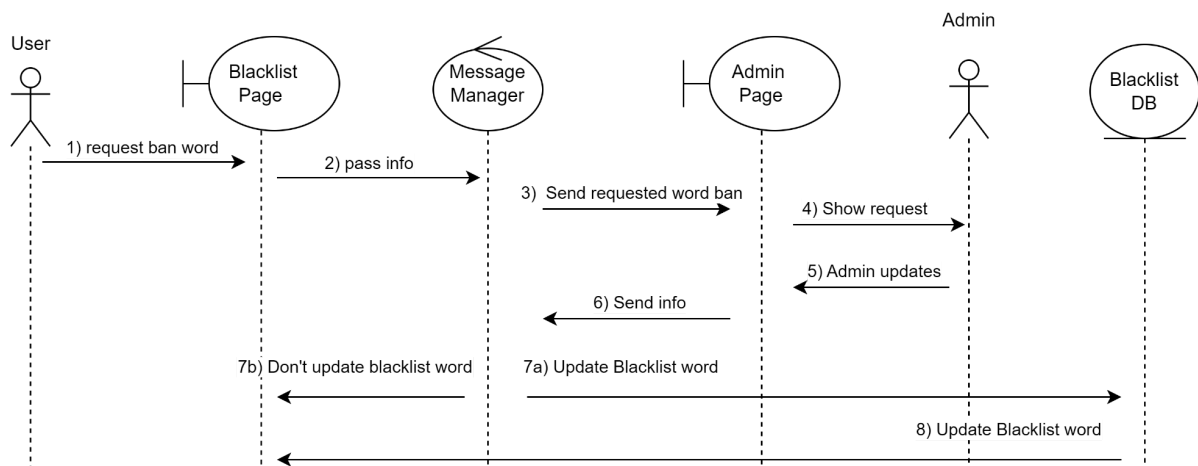 Admin
User
Blacklist
Page
Message
Manager
Admin
Page
Blacklist
DB
1) request ban word
2) pass info
3)  Send requested word ban
4) Show request
5) Admin updates
6) Send info
7b) Don't update blacklist word
7a) Update Blacklist word
8) Update Blacklist word